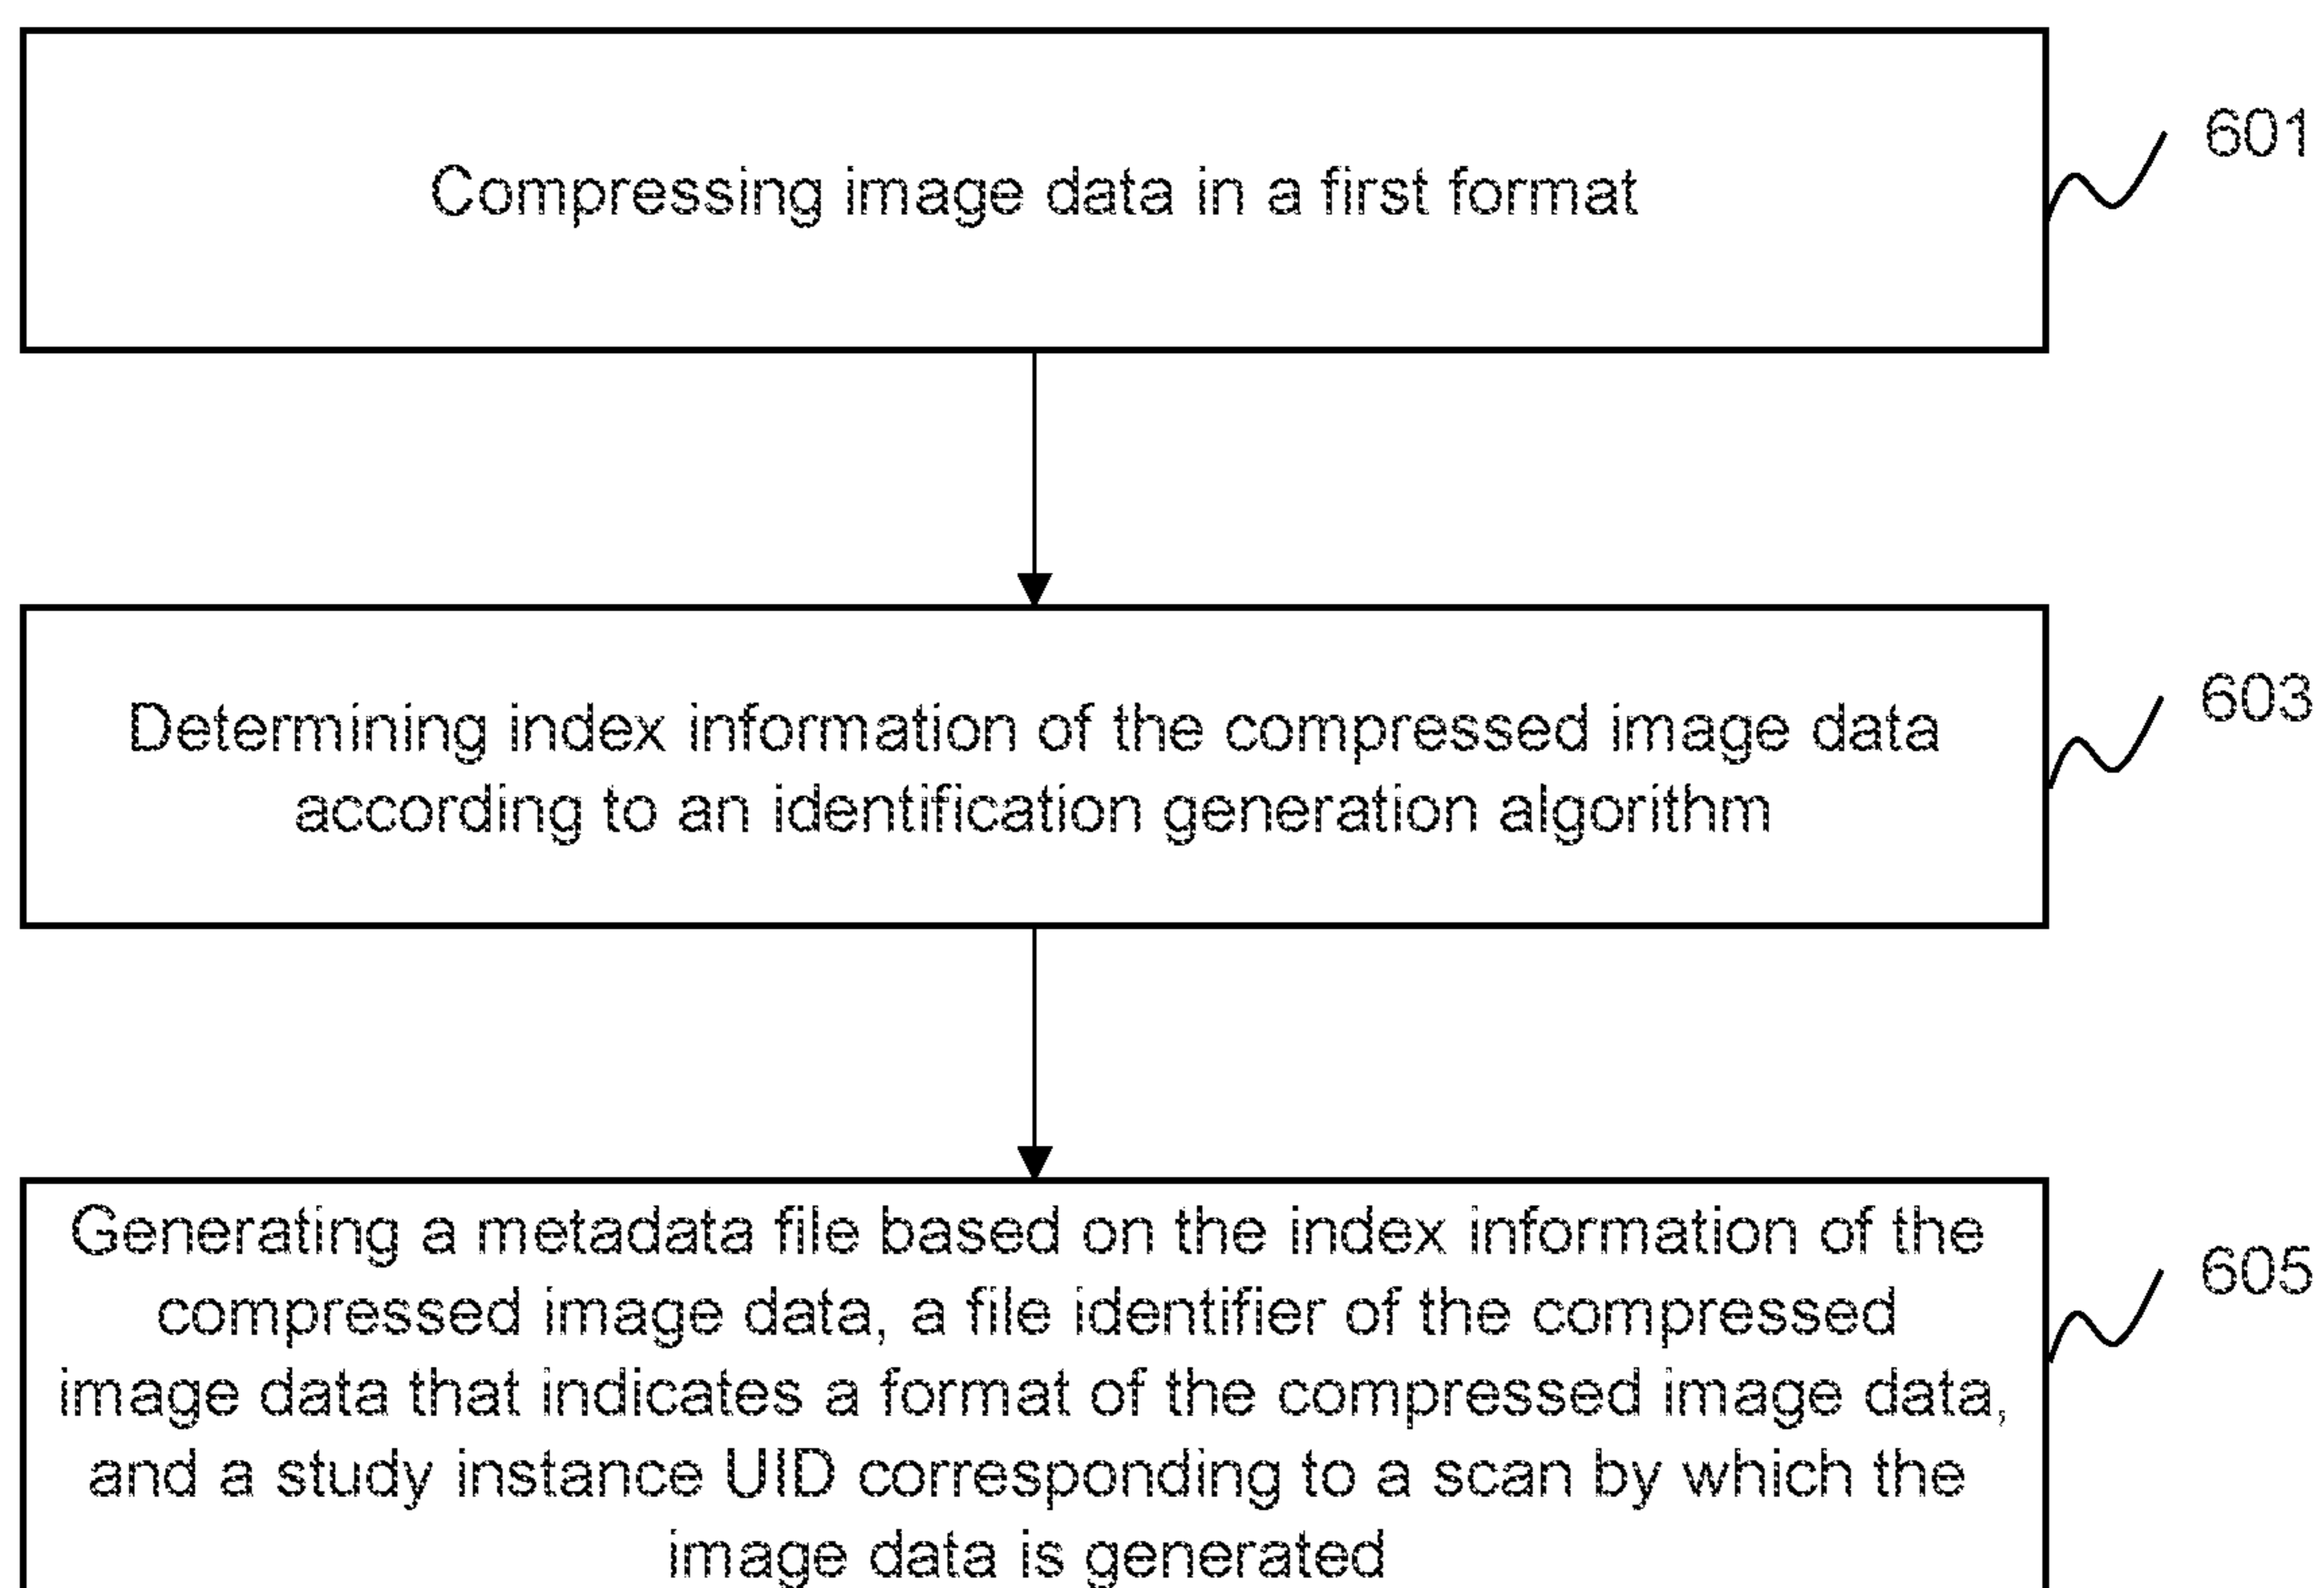 Compressing image data in a first format
601
Determining index information of the compressed image data
according to an identification generation algorithm
603
Generating a metadata file based on the index information of the
compressed image data, a file identifier of the compressed
image data that indicates a format of the compressed image data,
and a study instance UID corresponding to a scan by which the
image data is generated
605